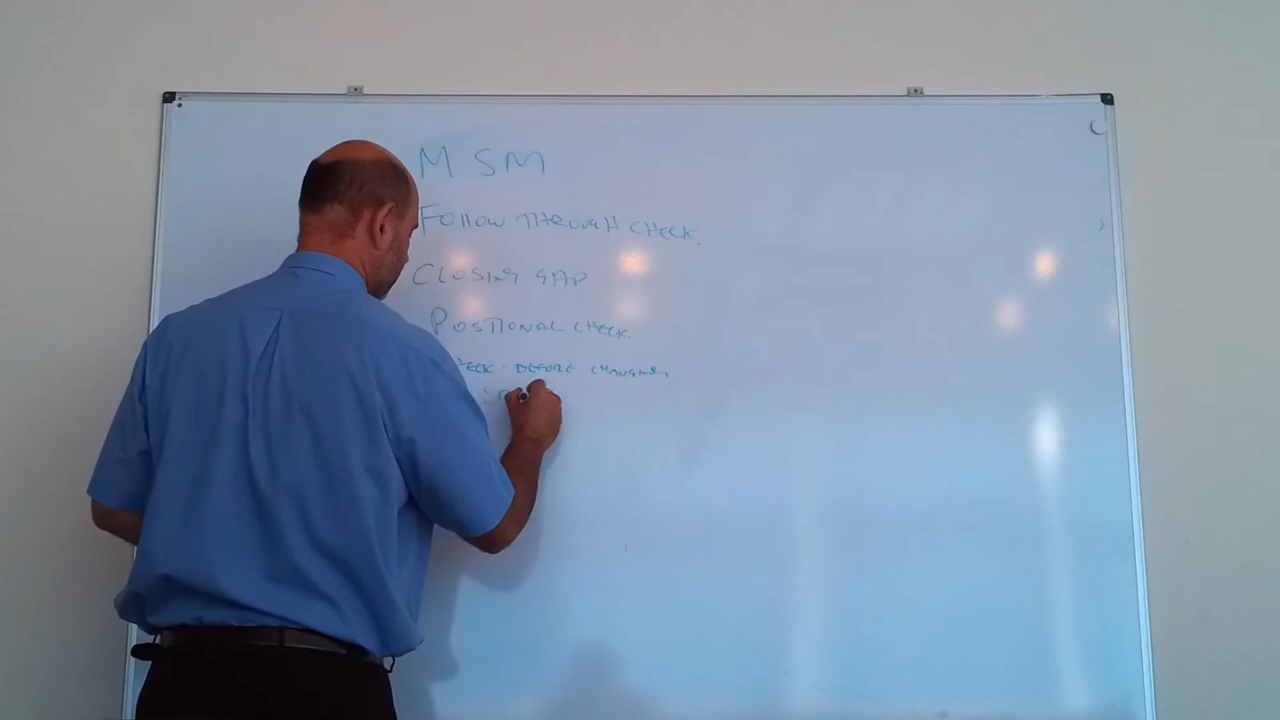 MSM
FOLLOW THROUGH CHECK.
CLOSING GAP
POSITIONAL CHECK.
BEFORE CHANGING